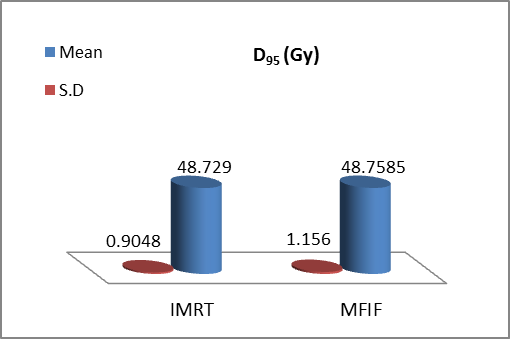 D₉₅ (Gy)
Mean
S.D
48.729
48.7585
0.9048
1.156
IMRT
MFIF